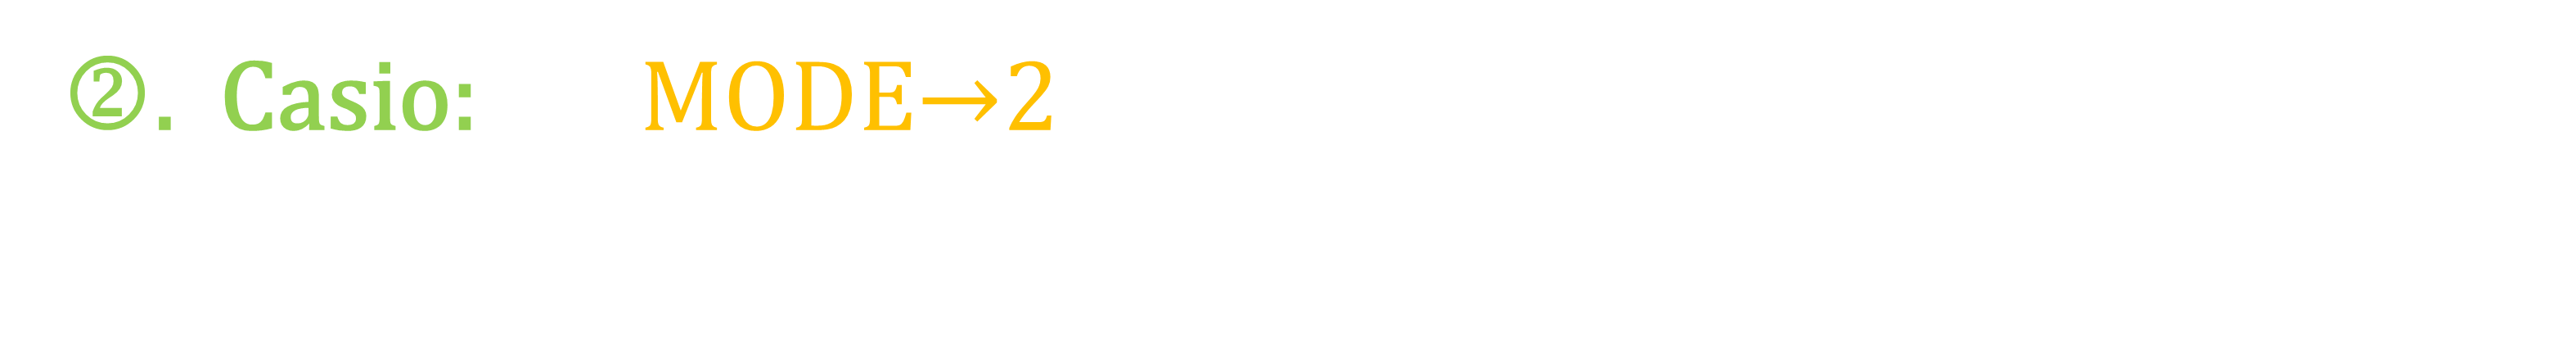 ②. Casio: MODE→2